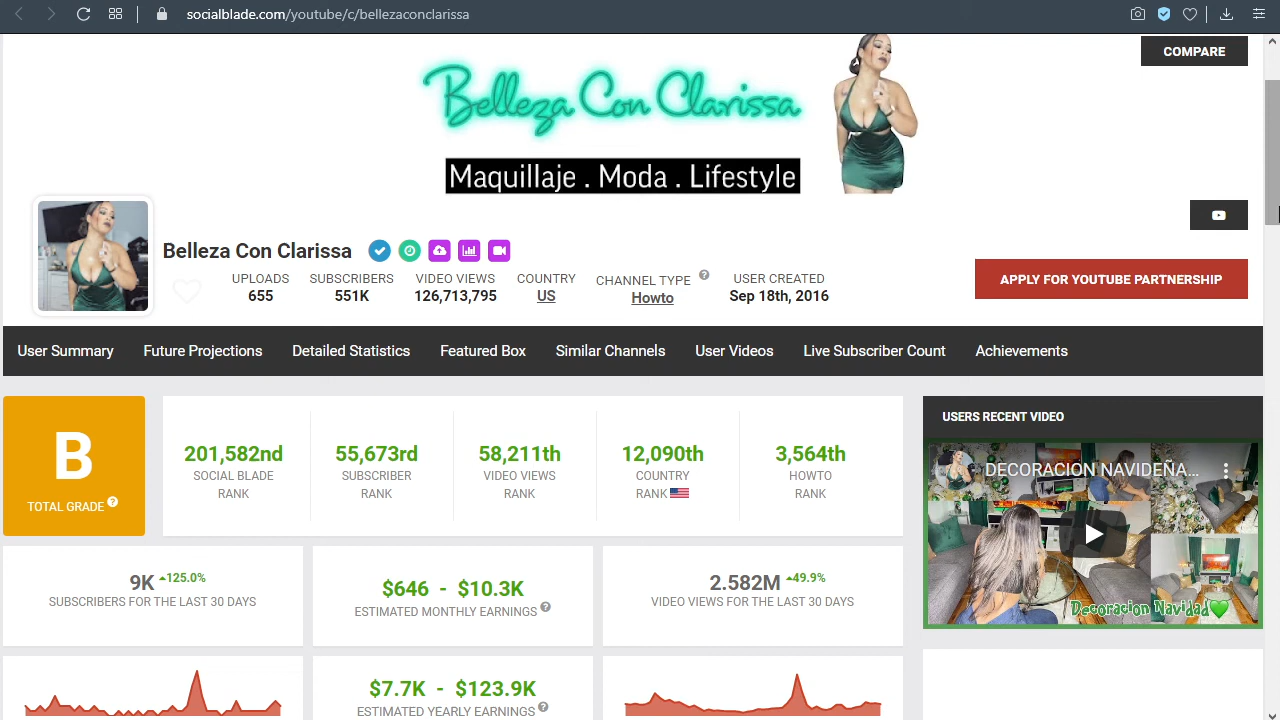 socialblade.com/youtube/c/bellezaconclarissa
COMPARE
Belleza Con Clarissa
Maquillaje . Moda . Lifestyle
Belleza Con Clarissa
UPLOADS
655
SUBSCRIBERS
551K
VIDEO VIEWS
126,713,795
COUNTRY
US
CHANNEL TYPE ?
Howto
USER CREATED
Sep 18th, 2016
APPLY FOR YOUTUBE PARTNERSHIP
User Summary
Future Projections
Detailed Statistics
Featured Box
Similar Channels
User Videos
Live Subscriber Count
Achievements
B
TOTAL GRADE ?
201,582nd
SOCIAL BLADE
RANK
55,673rd
SUBSCRIBER
RANK
58,211th
VIDEO VIEWS
RANK
12,090th
COUNTRY
RANK
3,564th
HOWTO
RANK
USERS RECENT VIDEO
DECORACION NAVIDEÑA...
Decoracion Navidad
9K 125.0%
SUBSCRIBERS FOR THE LAST 30 DAYS
$646 - $10.3K
ESTIMATED MONTHLY EARNINGS ?
2.582M 49.9%
VIDEO VIEWS FOR THE LAST 30 DAYS
$7.7K - $123.9K
ESTIMATED YEARLY EARNINGS ?